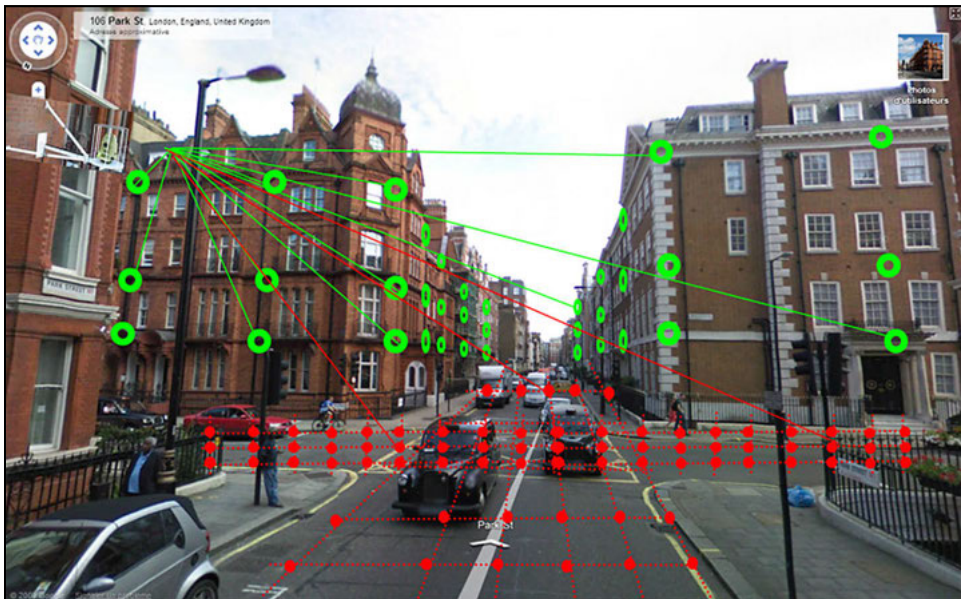 106 Park St. London, England, United Kingdom
Adresse approximative
Photos
d'utilisateurs
PARK STREET
Park St